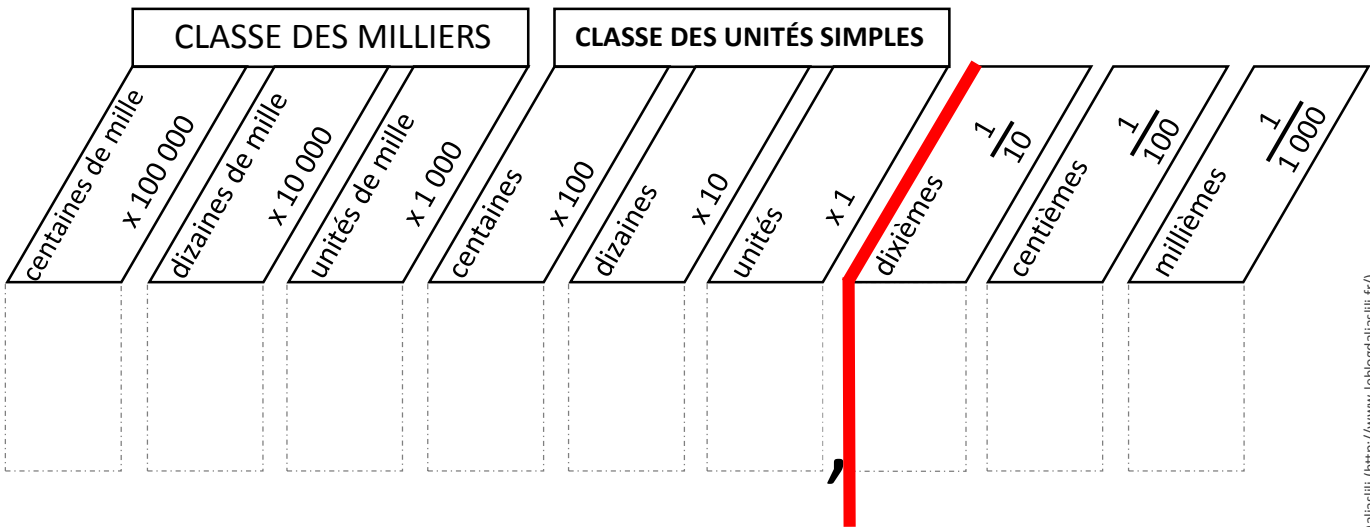 CLASSE DES MILLIERS
CLASSE DES UNITÉS SIMPLES
centaines de mille
x 100 000
dizaines de mille
x 10 000
unités de mille
x 1 000
centaines
x 100
dizaines
x 10
unités
x 1
,
dixièmes
1
10
centièmes
1
100
millièmes
1
1 000